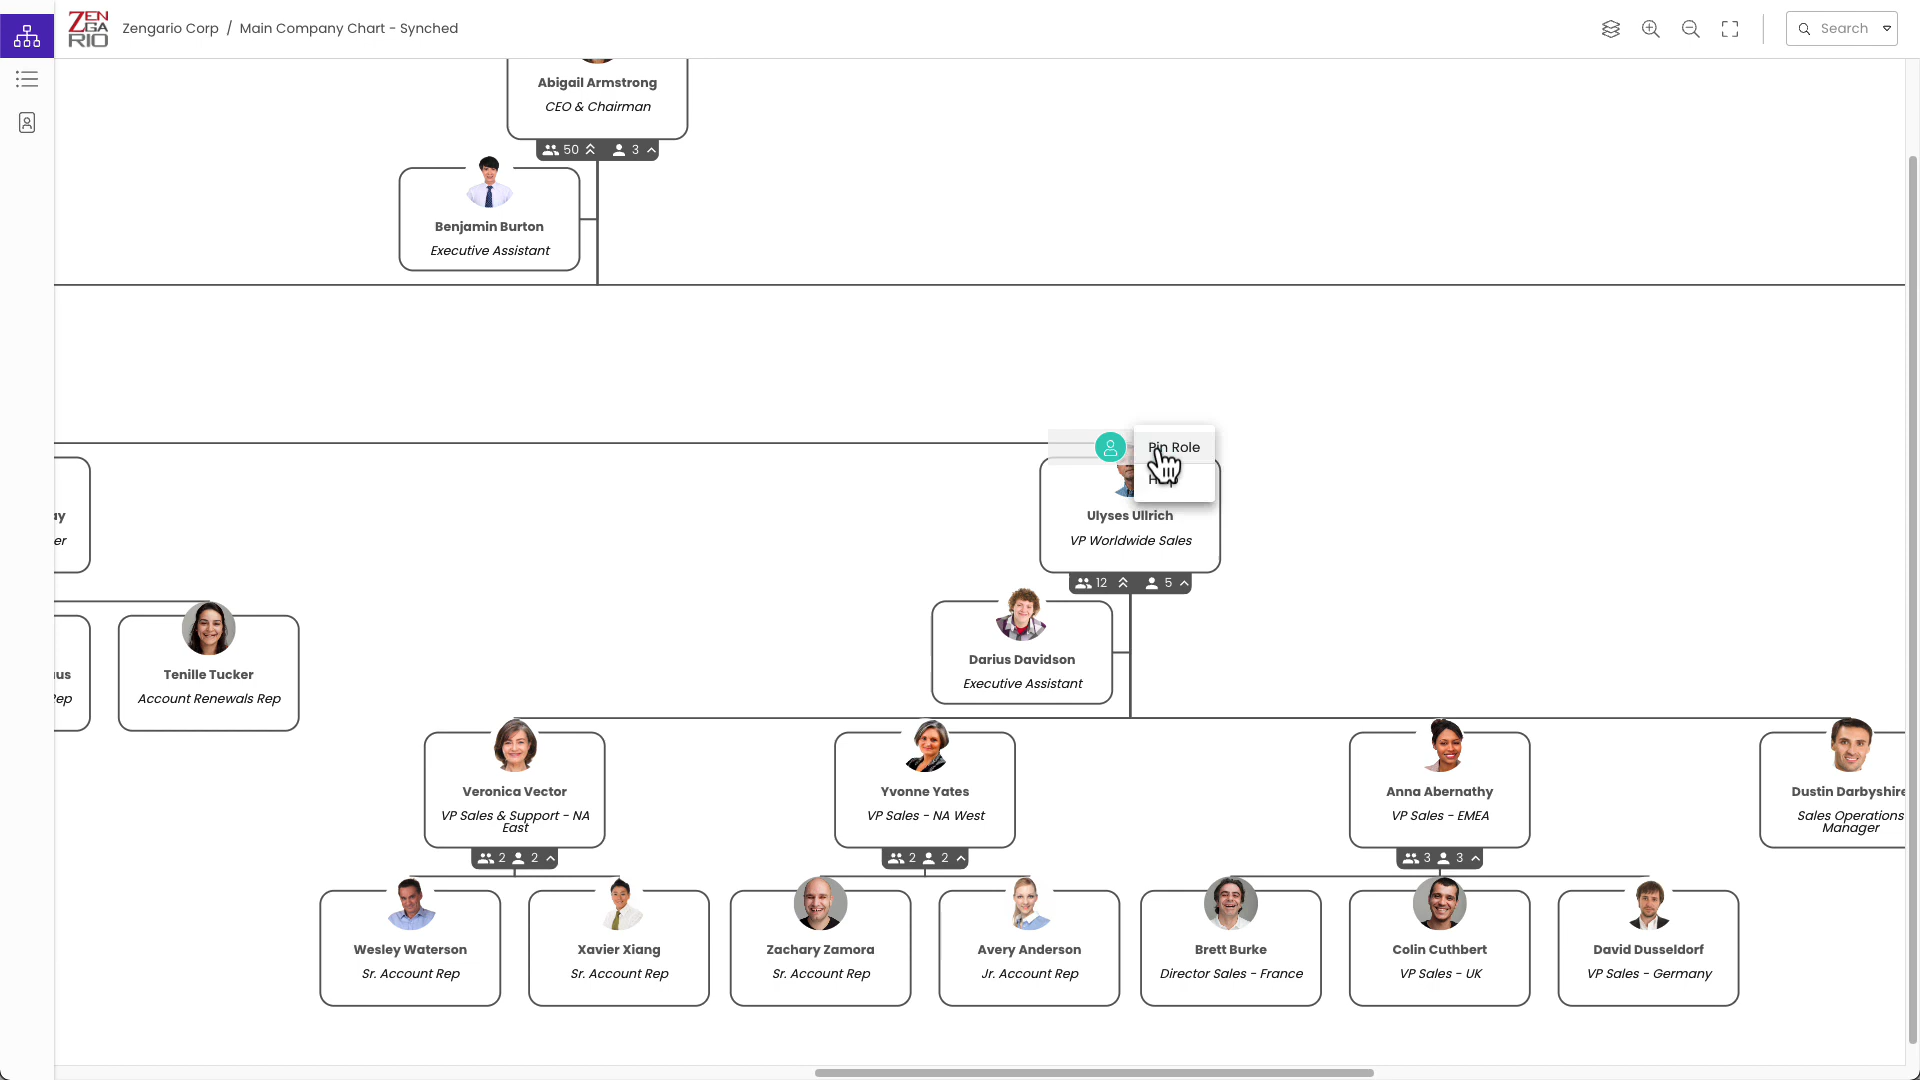 ZEN
GA
RIO
Zengario Corp / Main Company Chart - Synched
Search
Abigail Armstrong
CEO & Chairman
50
3
Benjamin Burton
Executive Assistant
Pin Role
Ulyses Ullrich
VP Worldwide Sales
12
5
Darius Davidson
Executive Assistant
Tenille Tucker
Account Renewals Rep
Veronica Vector
VP Sales & Support - NA
East
2 2
Yvonne Yates
VP Sales - NA West
2 2
Anna Abernathy
VP Sales - EMEA
3 3
Dustin Darbyshire
Sales Operations
Manager
Wesley Waterson
Sr. Account Rep
Xavier Xiang
Sr. Account Rep
Zachary Zamora
Sr. Account Rep
Avery Anderson
Jr. Account Rep
Brett Burke
Director Sales - France
Colin Cuthbert
VP Sales - UK
David Dusseldorf
VP Sales - Germany